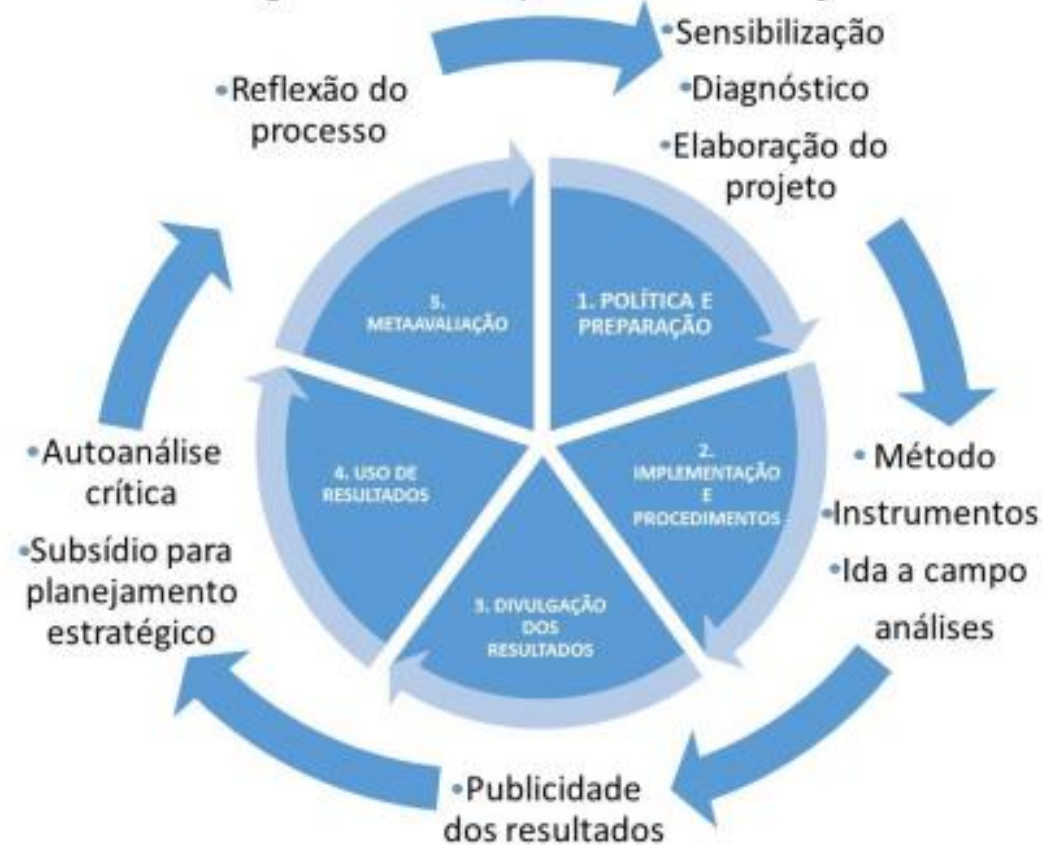 •Sensibilização
•Diagnóstico
•Elaboração do
projeto
•Reflexão do
processo
1. POLÍTICA E
PREPARAÇÃO
5.
METAAVALIAÇÃO
2.
IMPLEMENTAÇÃO
E
PROCEDIMENTOS
4. USO DE
RESULTADOS
3. DIVULGAÇÃO
DOS
RESULTADOS
• Método
•Instrumentos
•Ida a campo
análises
•Autoanálise
crítica
•Subsídio para
planejamento
estratégico
•Publicidade
dos resultados